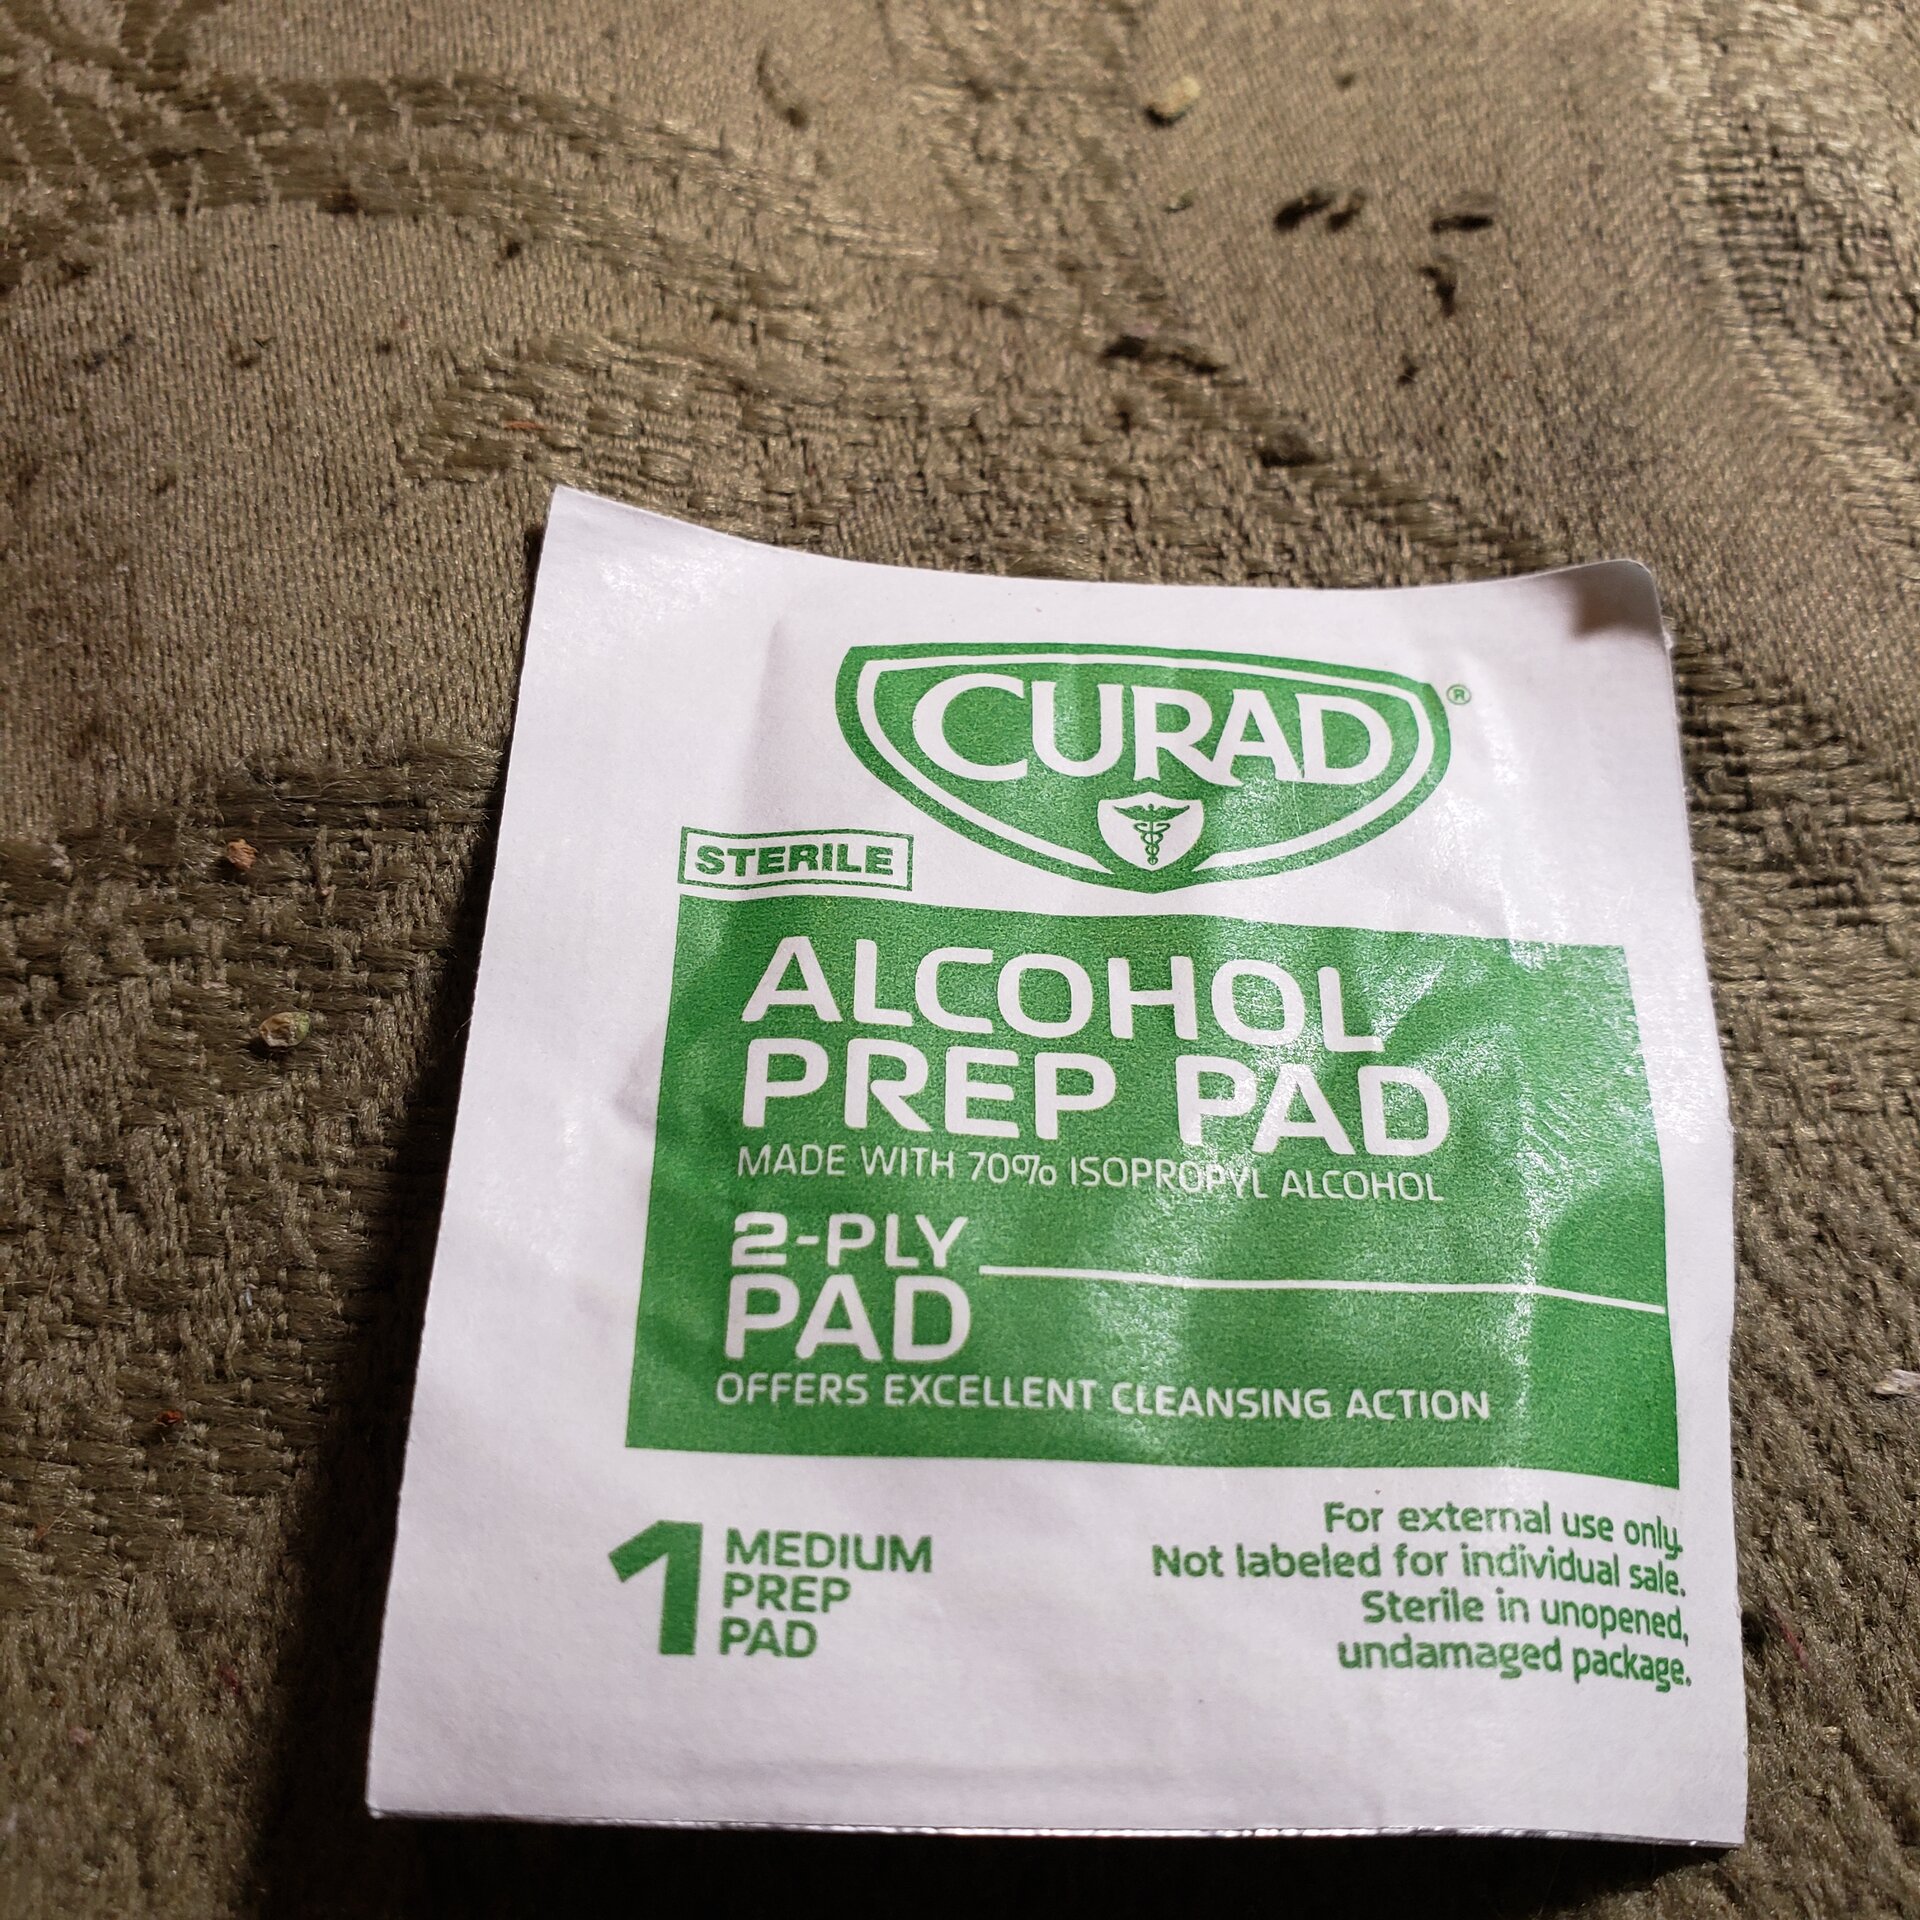 CURAD®
STERILE
ALCOHOL
PREP PAD
MADE WITH 70% ISOPROPYL ALCOHOL
2-PLY
PAD
OFFERS EXCELLENT CLEANSING ACTION
1 MEDIUM
PREP
PAD
For external use only.
Not labeled for individual sale.
Sterile in unopened,
undamaged package.